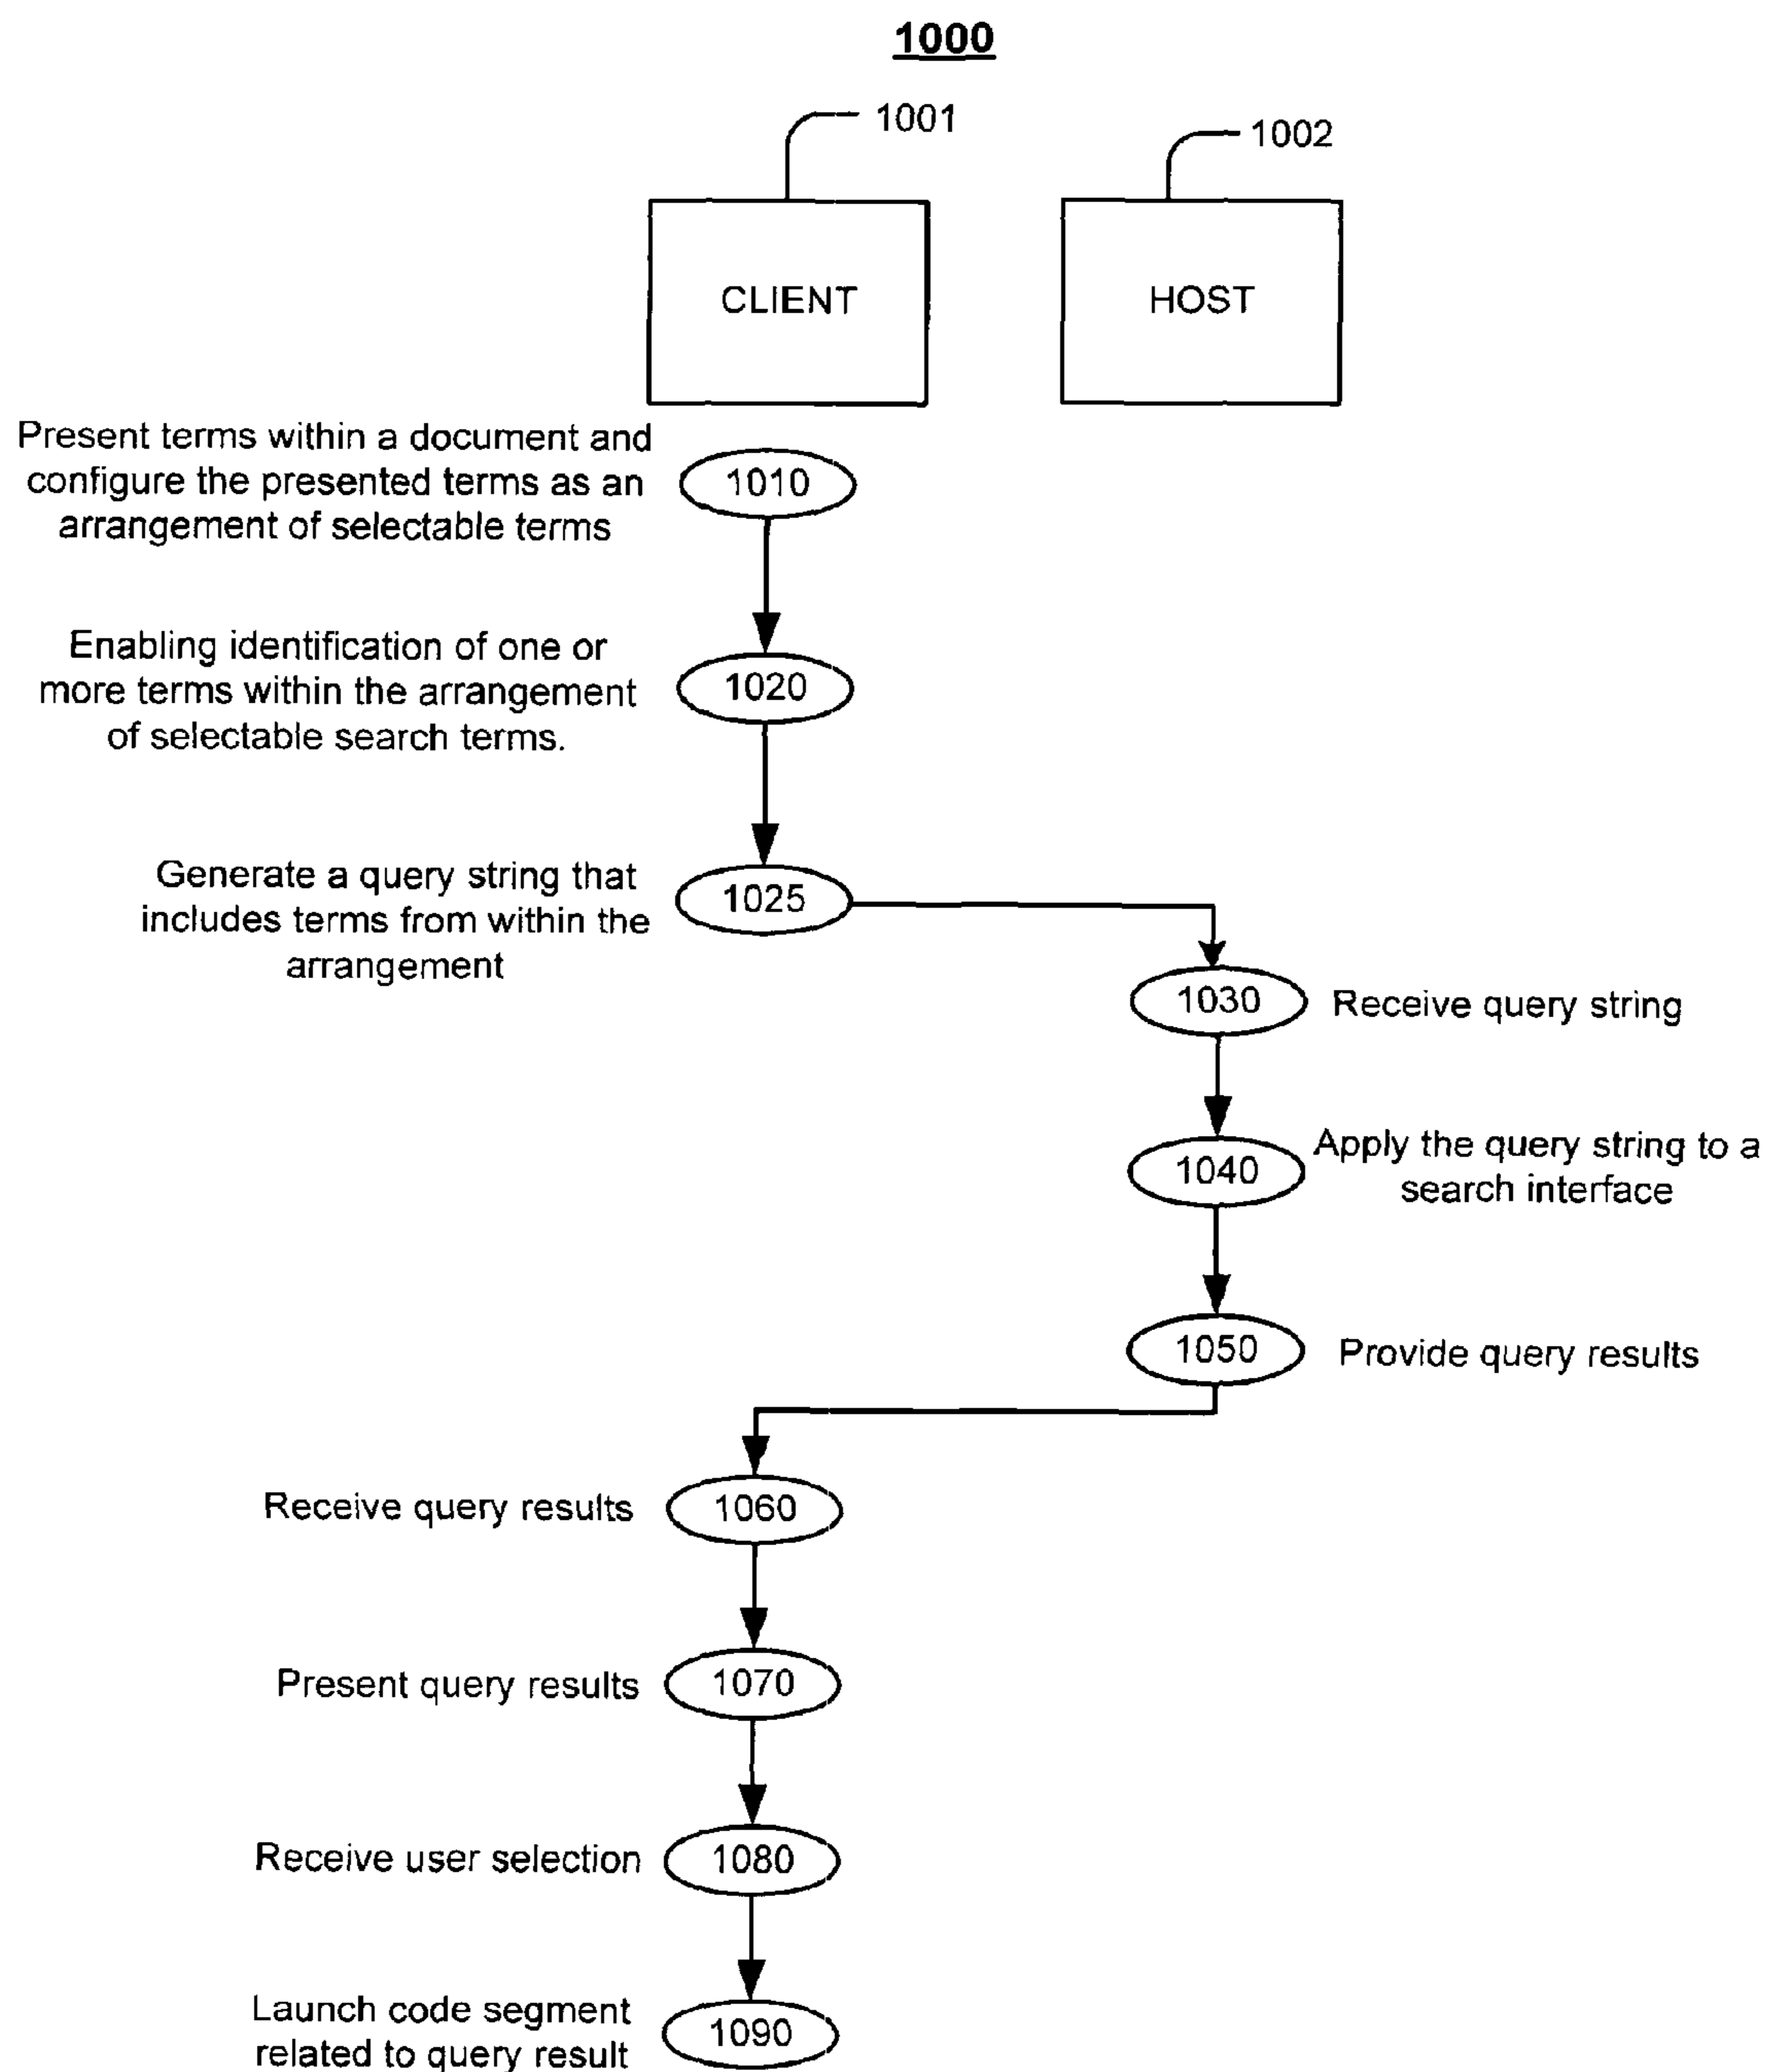 1000
1001
1002
CLIENT
HOST
Present terms within a document and
configure the presented terms as an
arrangement of selectable terms
1010
Enabling identification of one or
more terms within the arrangement
of selectable search terms.
1020
Generate a query string that
includes terms from within the
arrangement
1025
1030
Receive query string
1040
Apply the query string to a
search interface
1050
Provide query results
Receive query results
1060
Present query results
1070
Receive user selection
1080
Launch code segment
related to query result
1090